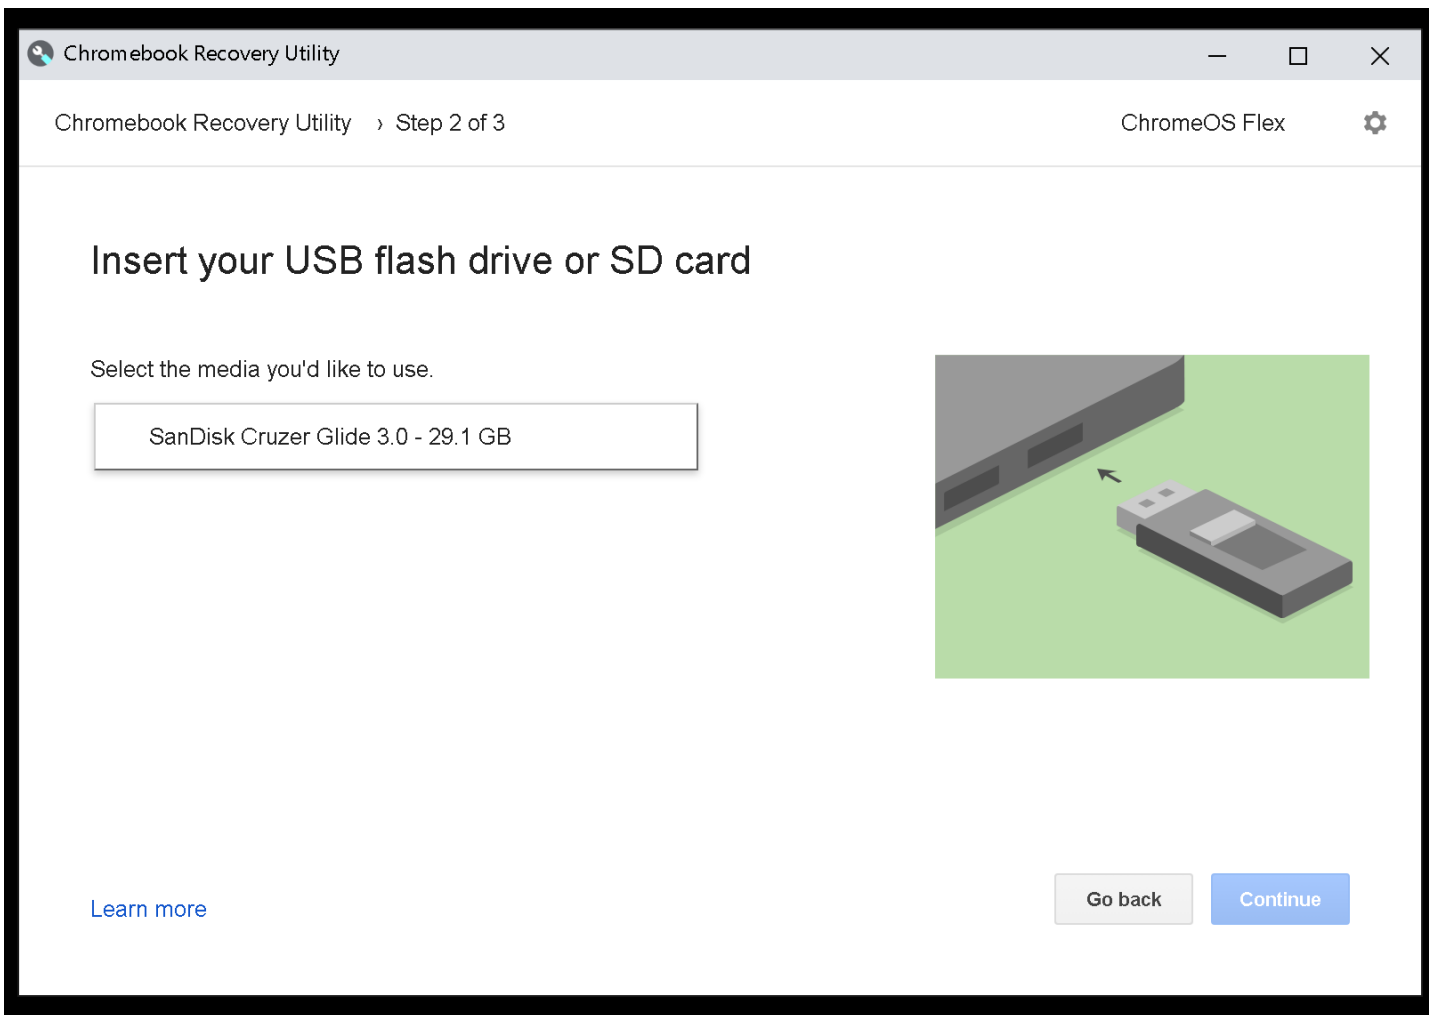 Chromebook Recovery Utility
Chromebook Recovery Utility › Step 2 of 3
ChromeOS Flex
Insert your USB flash drive or SD card
Select the media you'd like to use.
SanDisk Cruzer Glide 3.0 - 29.1 GB
Learn more
Go back
Continue